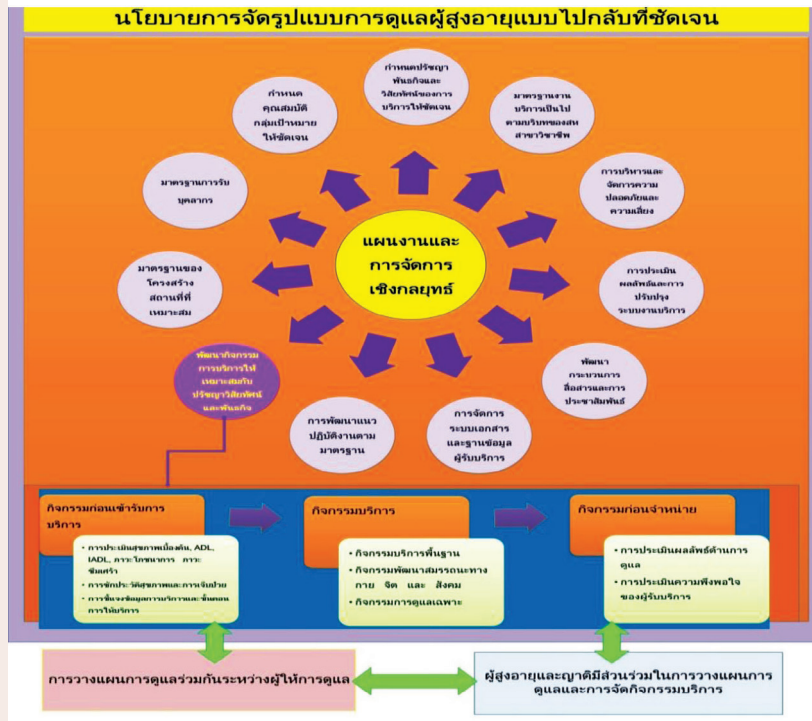 นโยบายการจัดรูปแบบการดูแลผู้สูงอายุแบบไปกลับที่ชัดเจน
กำหนดปรัชญา
พันธกิจและ
วิสัยทัศน์ของการ
บริการให้ชัดเจน
มาตรฐานงาน
บริการเป็นไป
ตามบริบทของสห
สาขาวิชาชีพ
การบริหารและ
จัดการความ
ปลอดภัยและ
ความเสี่ยง
การประเมิน
ผลลัพธ์และการ
ปรับปรุง
ระบบงานบริการ
พัฒนา
กระบวนการ
สื่อสารและการ
ประชาสัมพันธ์
การจัดการ
ระบบเอกสาร
และฐานข้อมูล
ผู้รับบริการ
การพัฒนาแนว
ปฏิบัติงานตาม
มาตรฐาน
พัฒนากิจกรรม
การบริการให้
เหมาะสมกับ
ปรัชญาวิสัยทัศน์
และพันธกิจ
มาตรฐานของ
โครงสร้าง
สถานที่ที่
เหมาะสม
มาตรฐานการรับ
บุคลากร
กำหนด
คุณสมบัติ
กลุ่มเป้าหมาย
ให้ชัดเจน
แผนงานและ
การจัดการ
เชิงกลยุทธ์
กิจกรรมก่อนเข้ารับการ
บริการ
• การประเมินสุขภาพเบื้องต้น, ADL,
IADL, ภาวะโภชนาการ ภาวะ
ซึมเศร้า
• การซักประวัติสุขภาพและการเจ็บป่วย
• การชี้แจงข้อมูลการบริการและขั้นตอน
การให้บริการ
กิจกรรมบริการ
• กิจกรรมบริการพื้นฐาน
• กิจกรรมพัฒนาสมรรถนะทาง
กาย จิต และ สังคม
• กิจกรรมการดูแลเฉพาะ
กิจกรรมก่อนจำหน่าย
• การประเมินผลลัพธ์ด้านการ
ดูแล
• การประเมินความพึงพอใจ
ของผู้รับบริการ
การวางแผนการดูแลร่วมกันระหว่างผู้ให้การดูแล
ผู้สูงอายุและญาติมีส่วนร่วมในการวางแผนการ
ดูแลและการจัดกิจกรรมบริการ